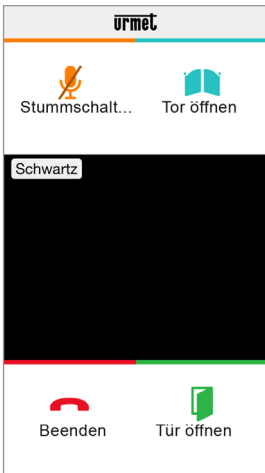 urmet
Stummschalt...
Tor öffnen
Schwartz
Beenden
Tür öffnen